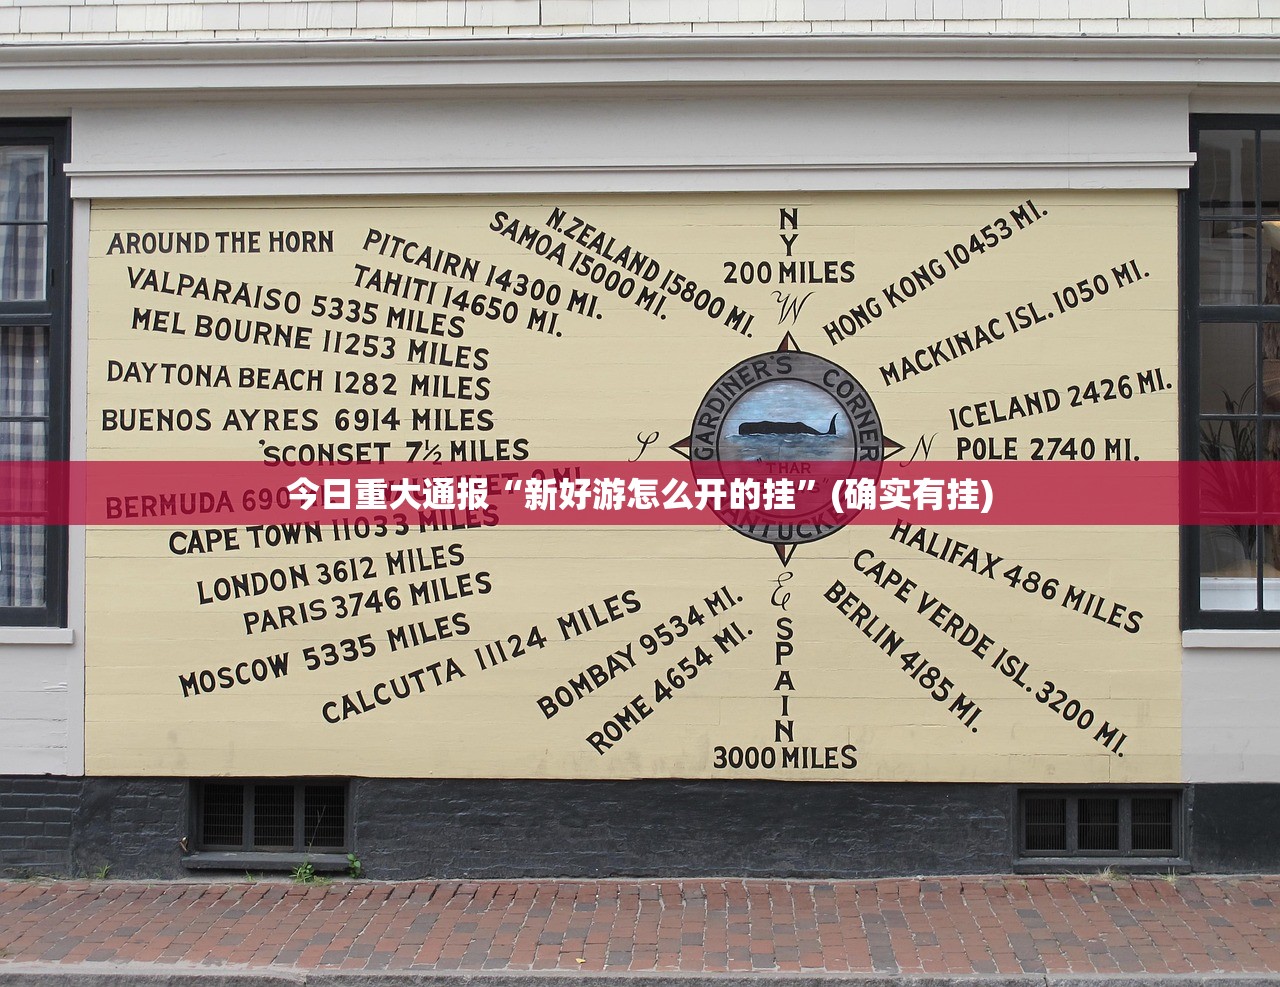 AROUND THE HORN
PITCAIRN 14300 MI.
TAHITI 14650 MI.
N.ZEALAND 15800 MI.
SAMOA 15000 MI.
VALPARAISO 5335 MILES
MEL BOURNE 11253 MILES
DAYTONA BEACH 1282 MILES
BUENOS AYRES 6914 MILES
'SCONSET 7½ MILES
BERMUDA 690
今日重大通报“新好游怎么开的挂”(确实有挂)
CAPE TOWN 11033 MILES
LONDON 3612 MILES
PARIS 3746 MILES
MOSCOW 5335 MILES
CALCUTTA 11124 MILES
BOMBAY 9534 MI.
ROME 4654 MI.
NY
200 MILES
W
S
N
E
GARDINER'S CORNER
"THAR
NANTUCKET
SPAIN
3000 MILES
HONG KONG 10453 MI.
MACKINAC ISL. 1050 MI.
ICELAND 2426 MI.
POLE 2740 MI.
HALIFAX 486 MILES
CAPE VERDE ISL. 3200 MI.
BERLIN 4185 MI.